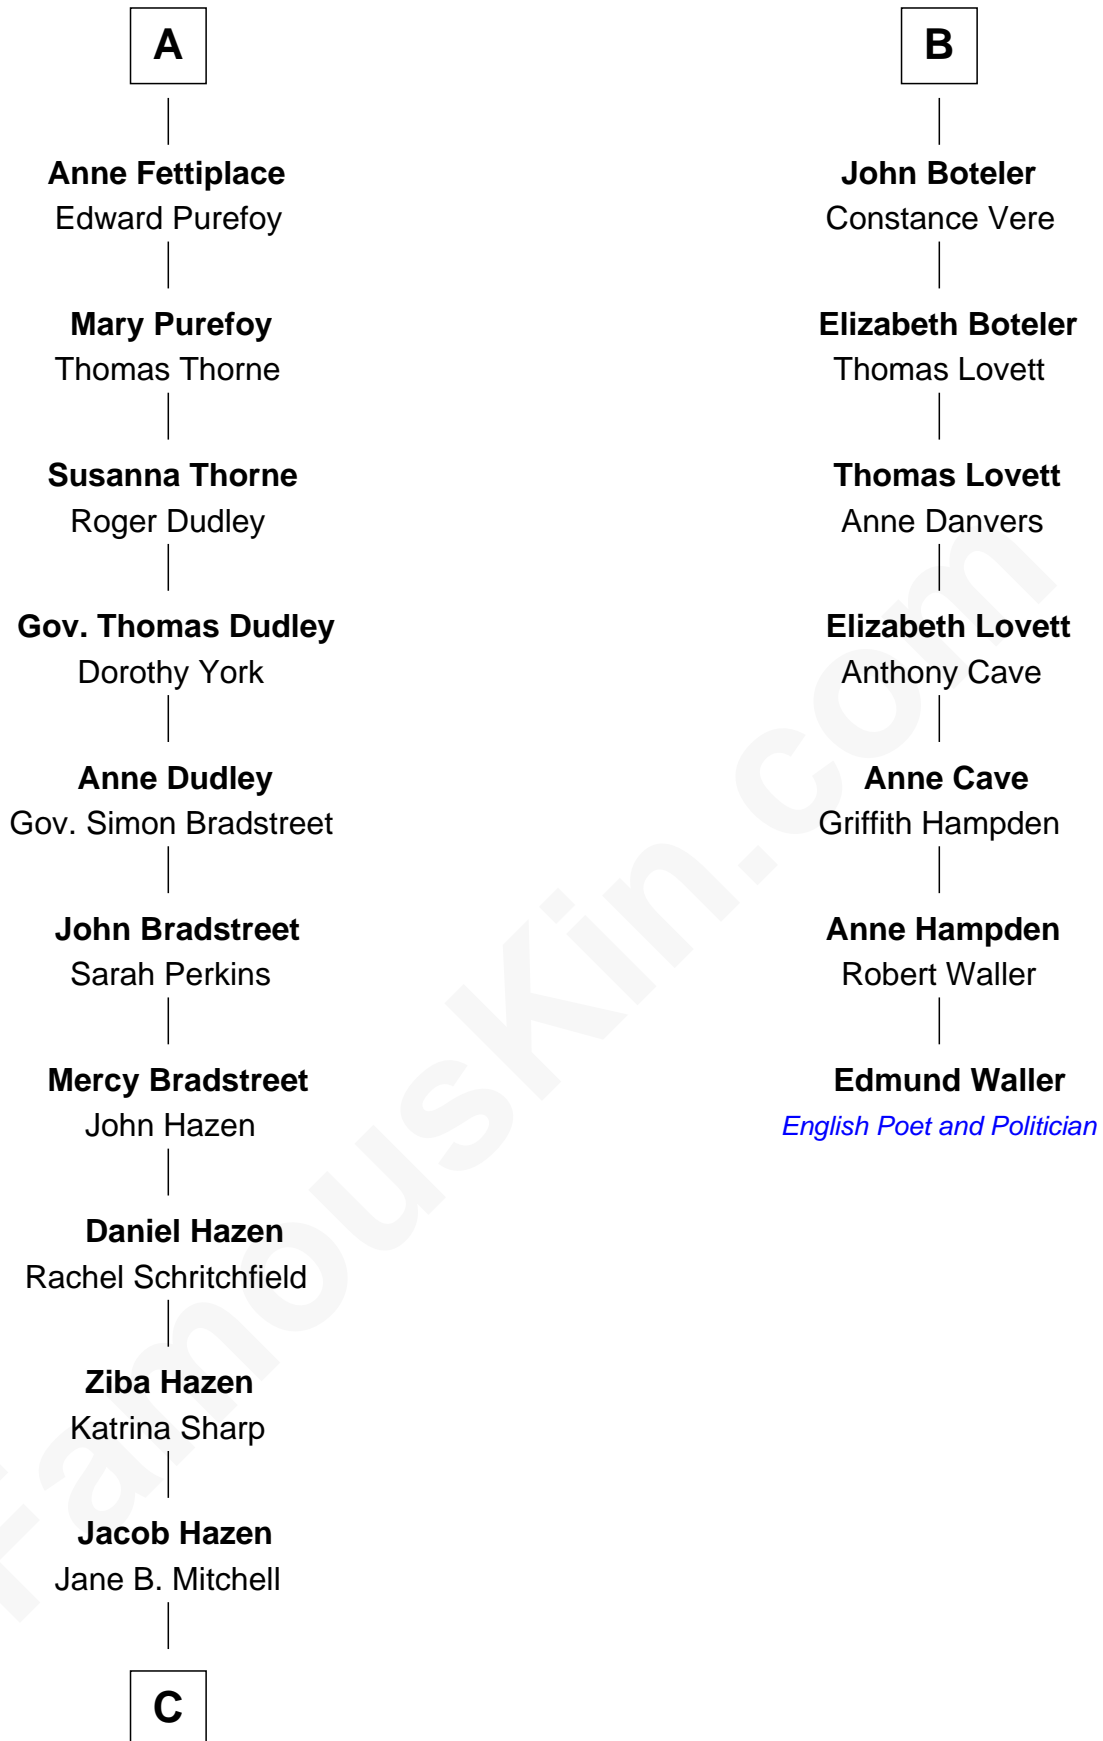 A
Anne Fettiplace
Edward Purefoy
Mary Purefoy
Thomas Thorne
Susanna Thorne
Roger Dudley
Gov. Thomas Dudley
Dorothy York
Anne Dudley
Gov. Simon Bradstreet
John Bradstreet
Sarah Perkins
Mercy Bradstreet
John Hazen
Daniel Hazen
Rachel Schritchfield
Ziba Hazen
Katrina Sharp
Jacob Hazen
Jane B. Mitchell
C
B
John Boteler
Constance Vere
Elizabeth Boteler
Thomas Lovett
Thomas Lovett
Anne Danvers
Elizabeth Lovett
Anthony Cave
Anne Cave
Griffith Hampden
Anne Hampden
Robert Waller
Edmund Waller
English Poet and Politician
FamousKin.com